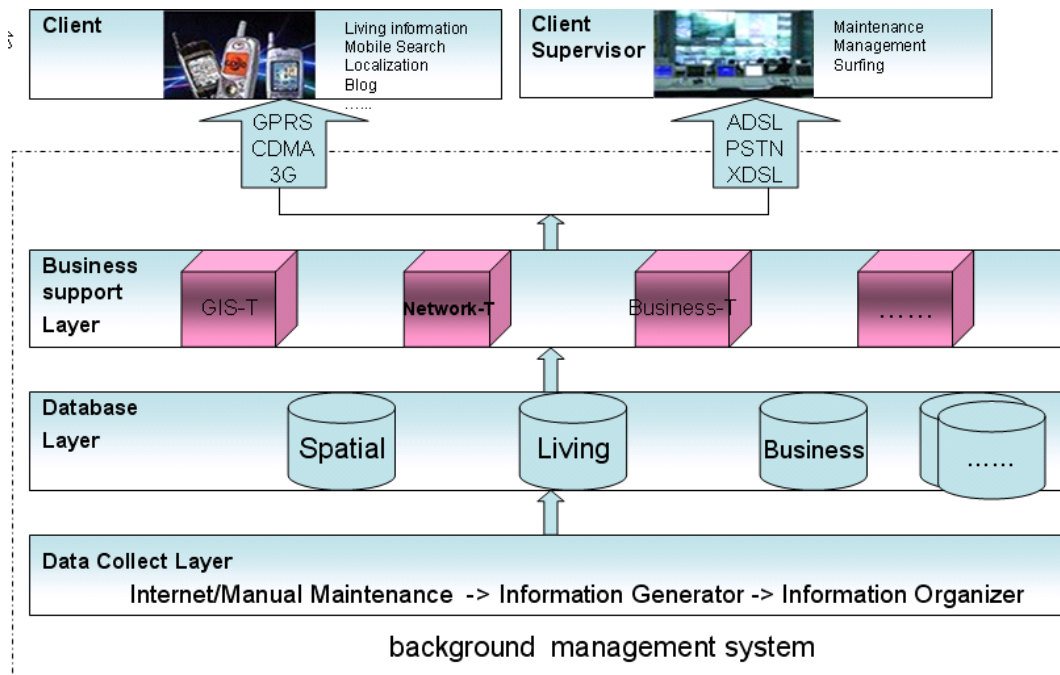 Client
Living information
Mobile Search
Localization
Blog
......
Client
Supervisor
Maintenance
Management
Surfing
GPRS
CDMA
3G
ADSL
PSTN
XDSL
Business
support
Layer
GIS-T
Network-T
Business-T
……
Database
Layer
Spatial
Living
Business
……
Data Collect Layer
Internet/Manual Maintenance -> Information Generator -> Information Organizer
background management system